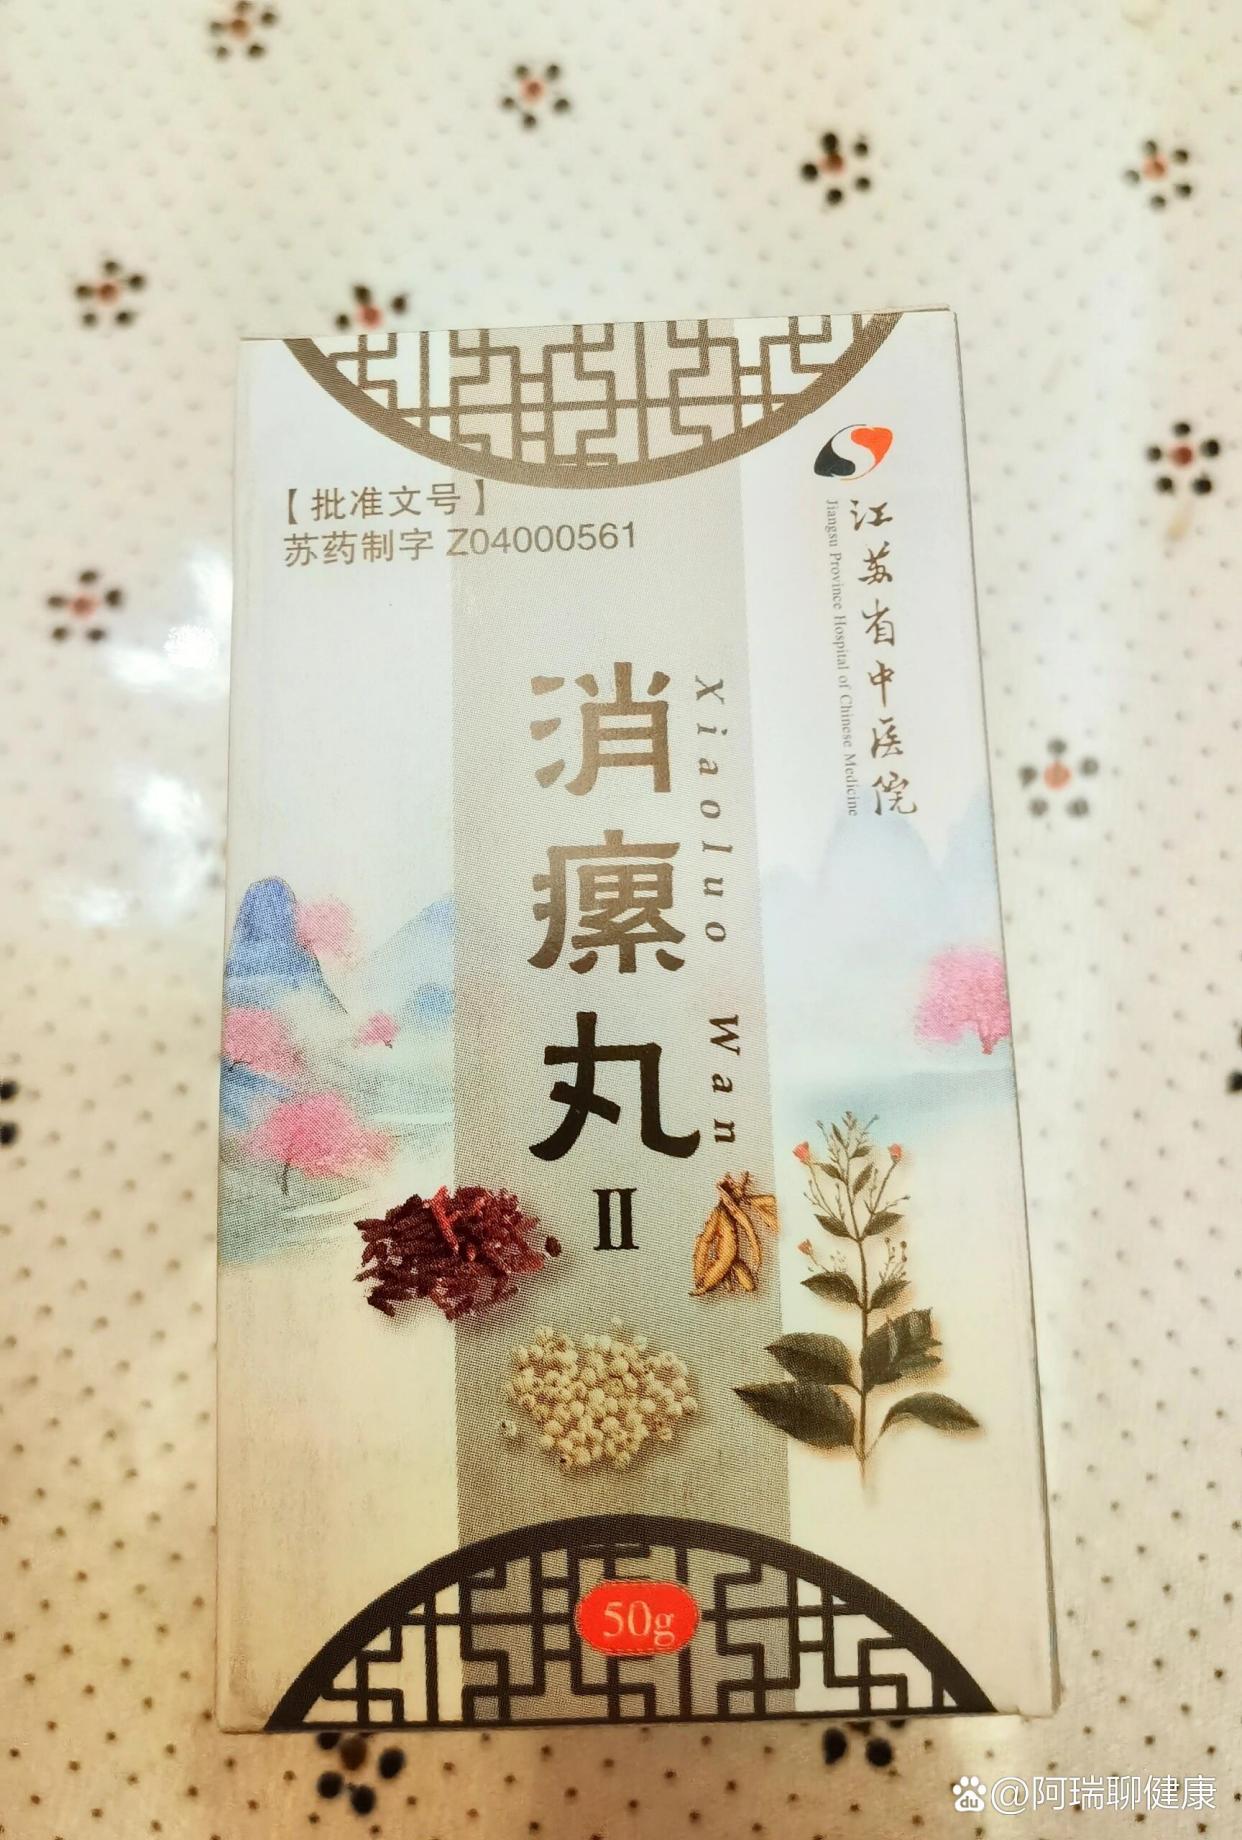 【批准文号】
苏药制字 Z04000561
江苏省中医院
Jiangsu Province Hospital of Chinese Medicine
消瘰丸
Xiaoluo Wan
II
50g
du @阿瑞聊健康